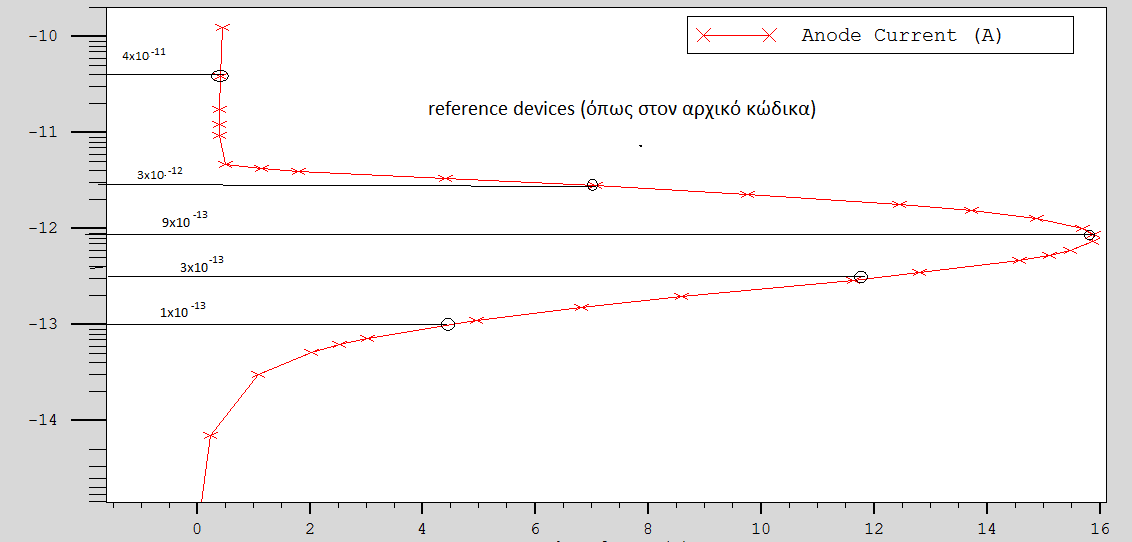 -10
Anode Current (A)
4x10-11
reference devices (όπως στον αρχικό κώδικα)
-11
3x10-12
-12
9x10-13
3x10-13
1x10-13
-13
-14
0 2 4 6 8 10 12 14 16